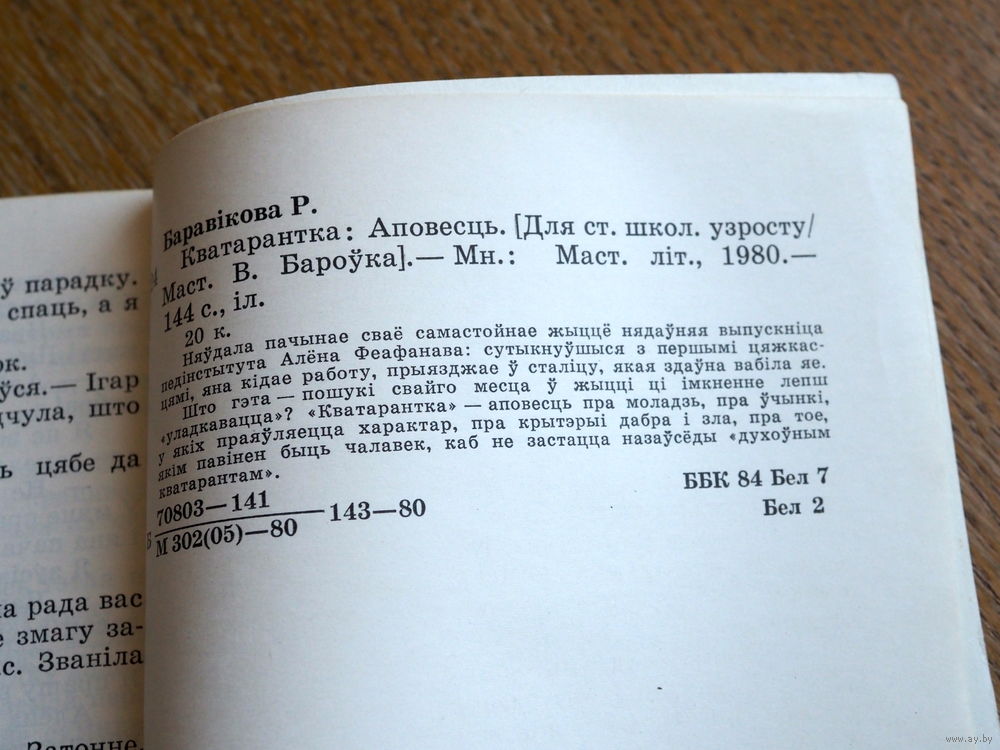 ў парадку.
спаць, а я
ўся.— Ігар
што
ь цябе да
рада вас
змагу за-
Званіла
Затонне.
Баравікова Р.
Кватарантка: Аповесць. [Для ст. школ. узросту/
Маст. В. Бароўка].— Мн.: Маст. літ., 1980.—
144 с., іл.
20 к.
Няўдала пачынае сваё самастойнае жыццё нядаўняя выпускніца
педінстытута Алёна Феафанава: сутыкнуўшыся з першымі цяжкас-
цямі, яна кідае работу, прыязджае ў сталіцу, якая здаўна вабіла яе.
Што гэта — пошукі свайго месца ў жыцці ці імкненне лепш
«уладкавацца»? «Кватарантка» — аповесць пра моладзь, пра ўчынкі,
у якіх праяўляецца характар, пра крытэрыі дабра і зла, пра тое,
якім павінен быць чалавек, каб не застацца назаўсёды «духоўным
кватарантам».
70803—141
М 302(05)—80
143—80
ББК 84 Бел 7
Бел 2
www.ay.by